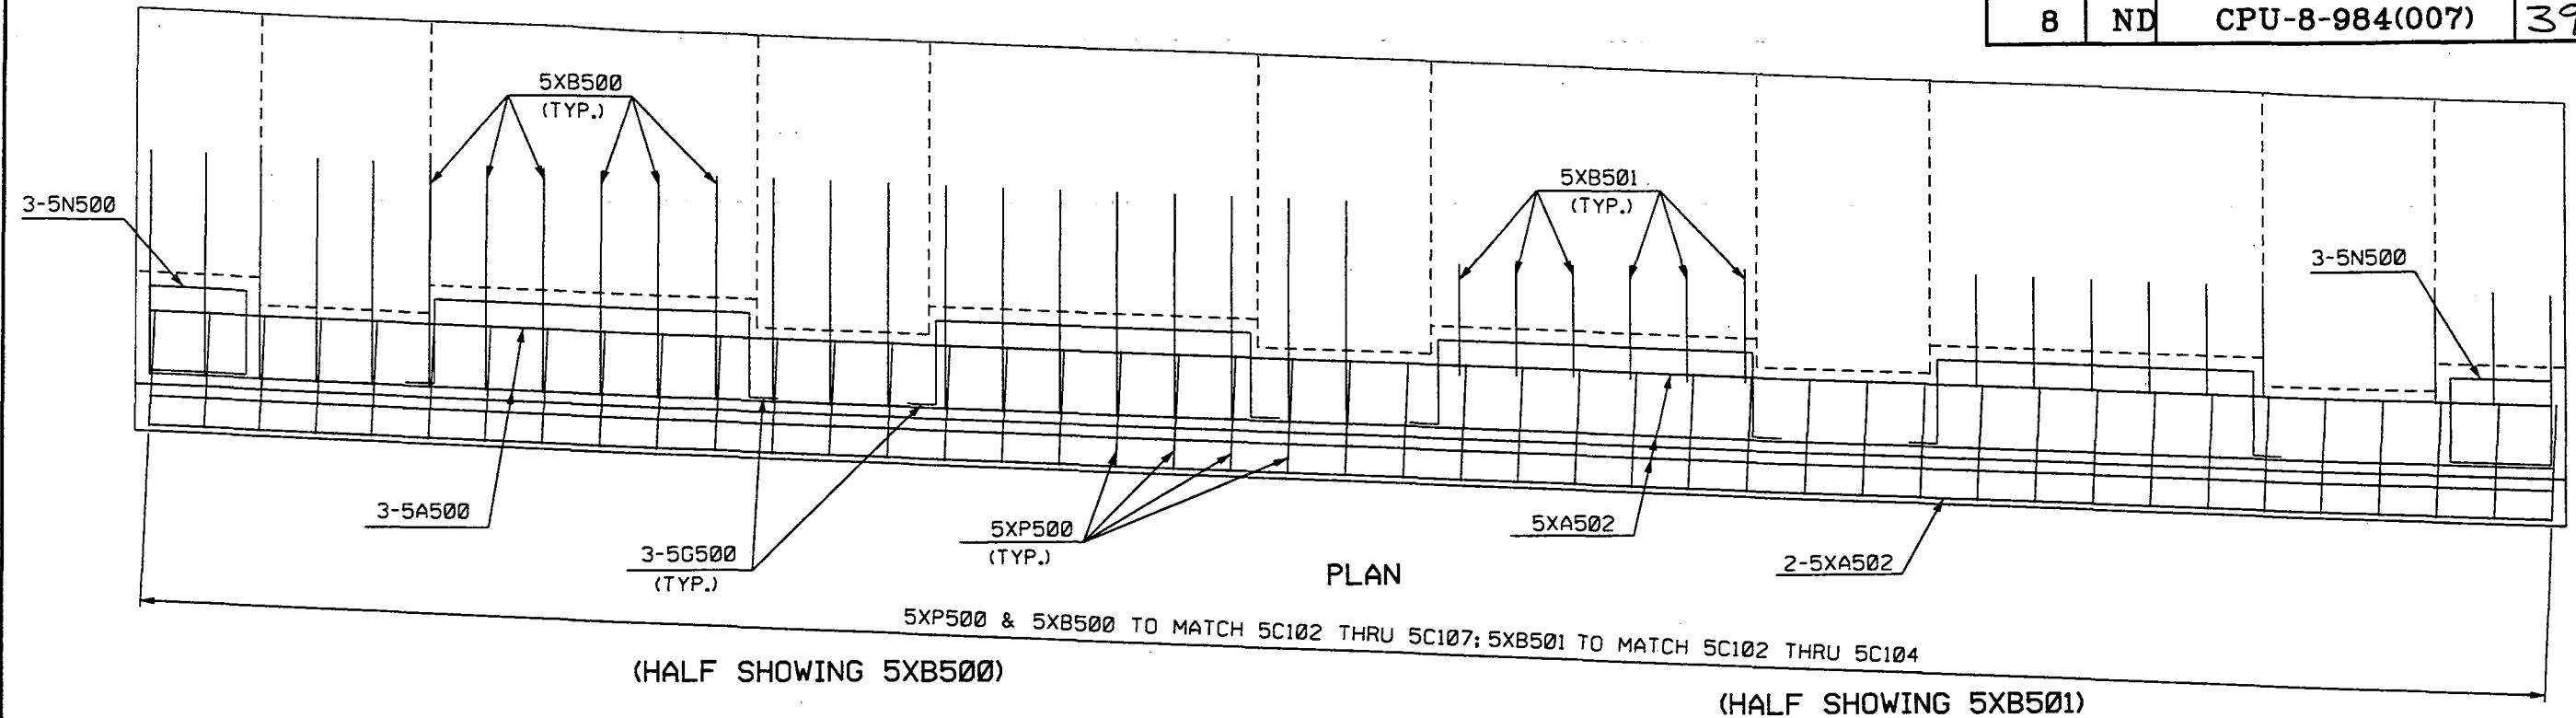 8 ND CPU-8-984(007) 39
5XB500
(TYP.)
5XB501
(TYP.)
3-5N500
3-5N500
3-5A500
3-5G500
(TYP.)
5XP500
(TYP.)
5XA502
2-5XA502
PLAN
5XP500 & 5XB500 TO MATCH 5C102 THRU 5C107; 5XB501 TO MATCH 5C102 THRU 5C104
(HALF SHOWING 5XB500)
(HALF SHOWING 5XB501)